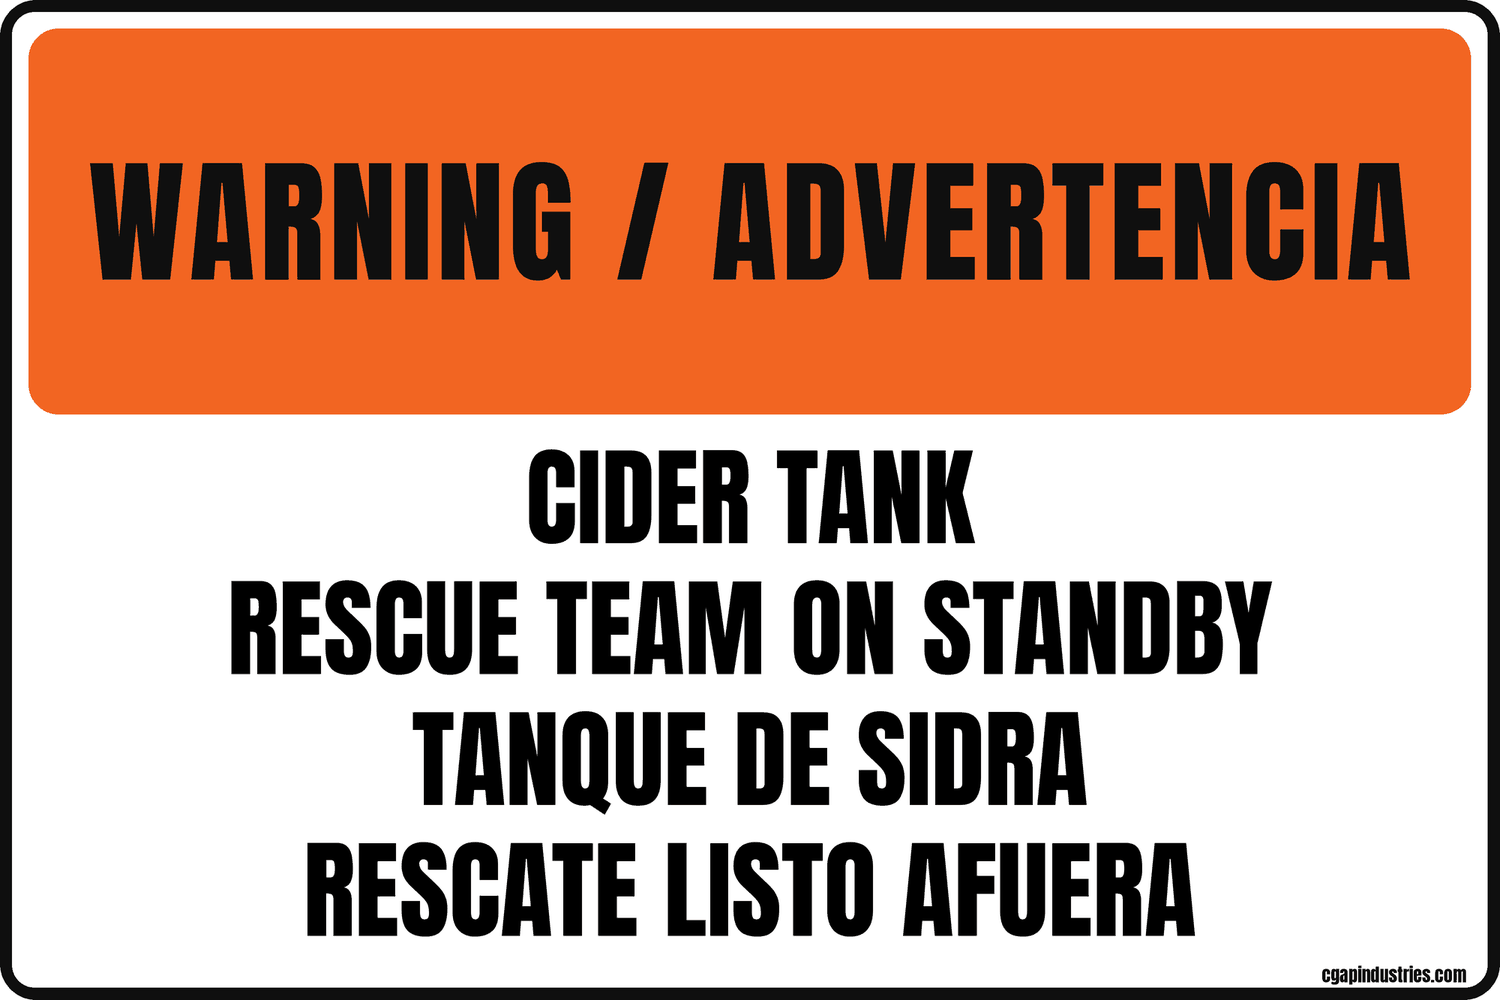 WARNING / ADVERTENCIA
CIDER TANK
RESCUE TEAM ON STANDBY
TANQUE DE SIDRA
RESCATE LISTO AFUERA
cgapindustries.com